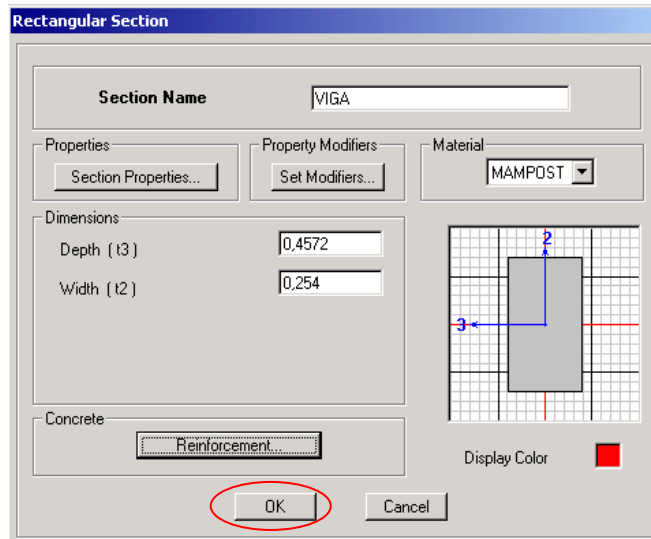 Rectangular Section
Section Name VIGA
Properties Property Modifiers Material
Section Properties... Set Modifiers... MAMPOST
Dimensions
Depth ( t3 ) 0,4572
Width ( t2 ) 0,254
2
3
Concrete
Reinforcement...
Display Color
OK Cancel